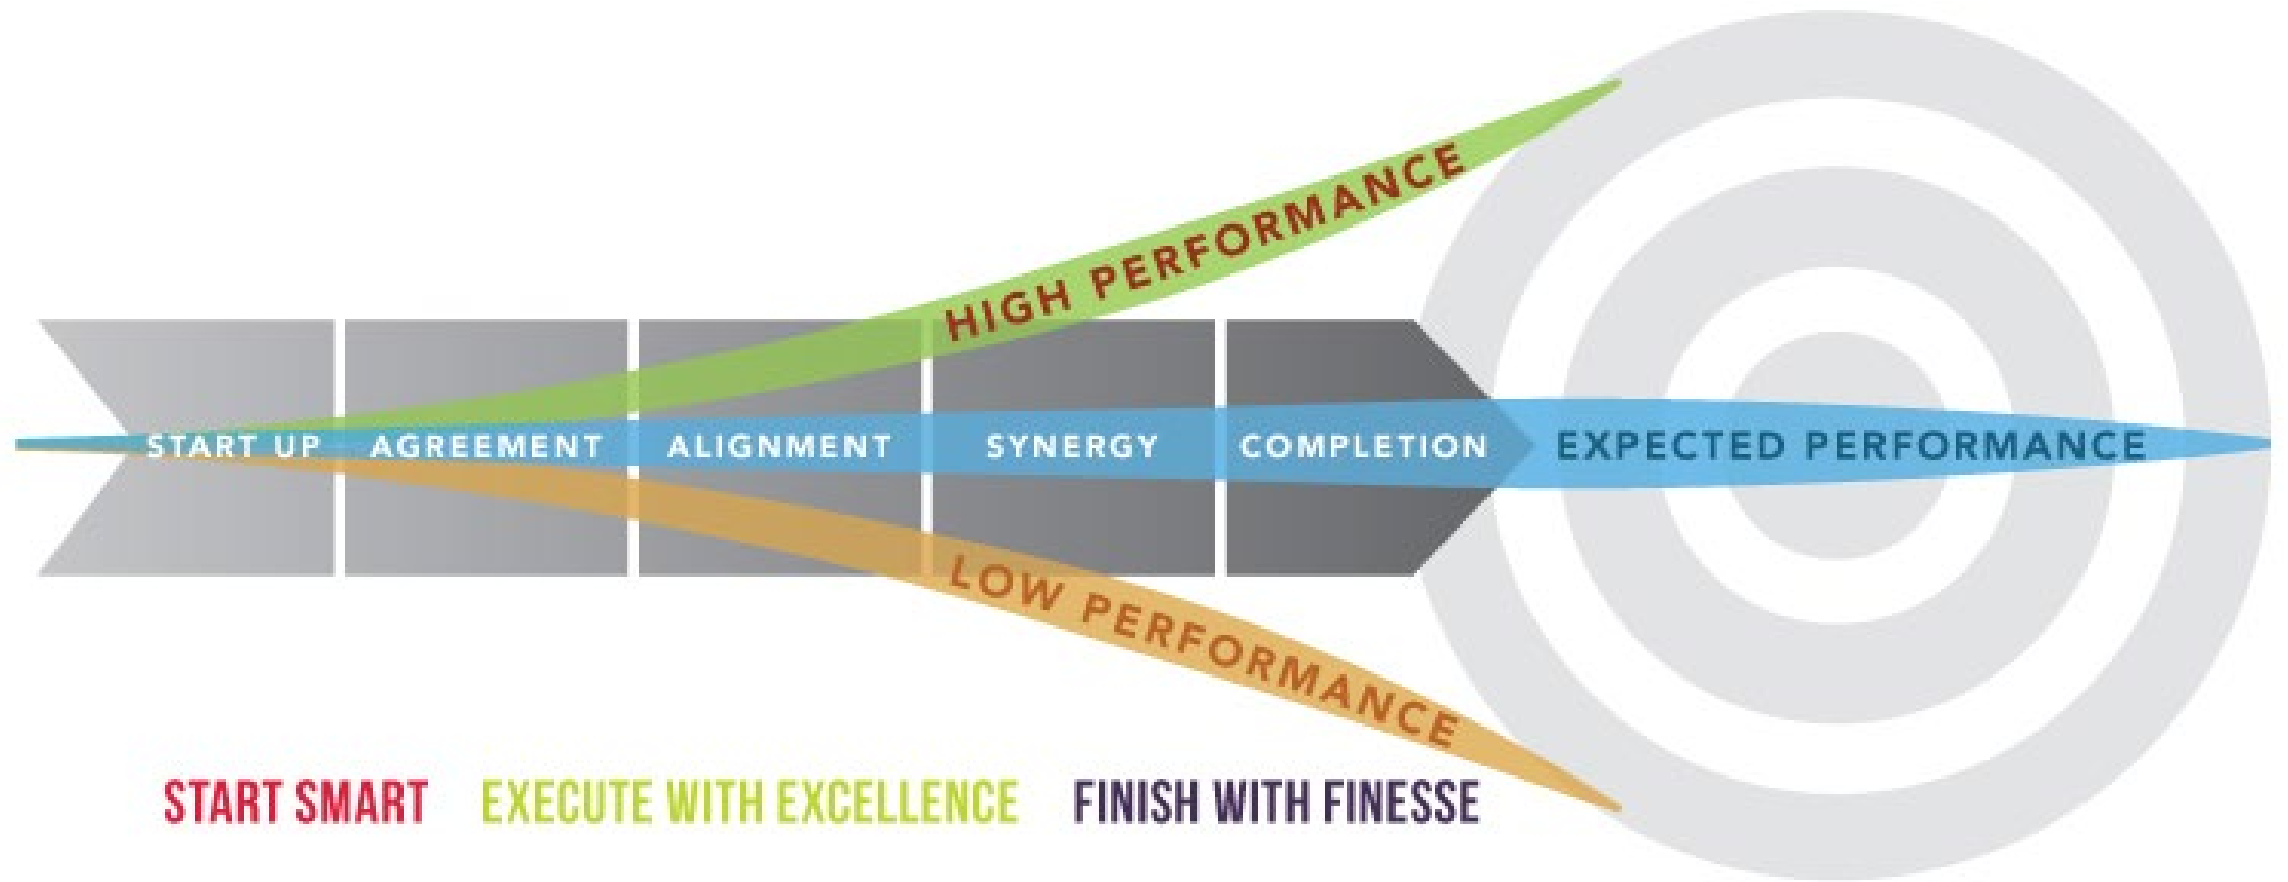 HIGH PERFORMANCE
START UP
AGREEMENT
ALIGNMENT
SYNERGY
COMPLETION
EXPECTED PERFORMANCE
LOW PERFORMANCE
START SMART
EXECUTE WITH EXCELLENCE
FINISH WITH FINESSE